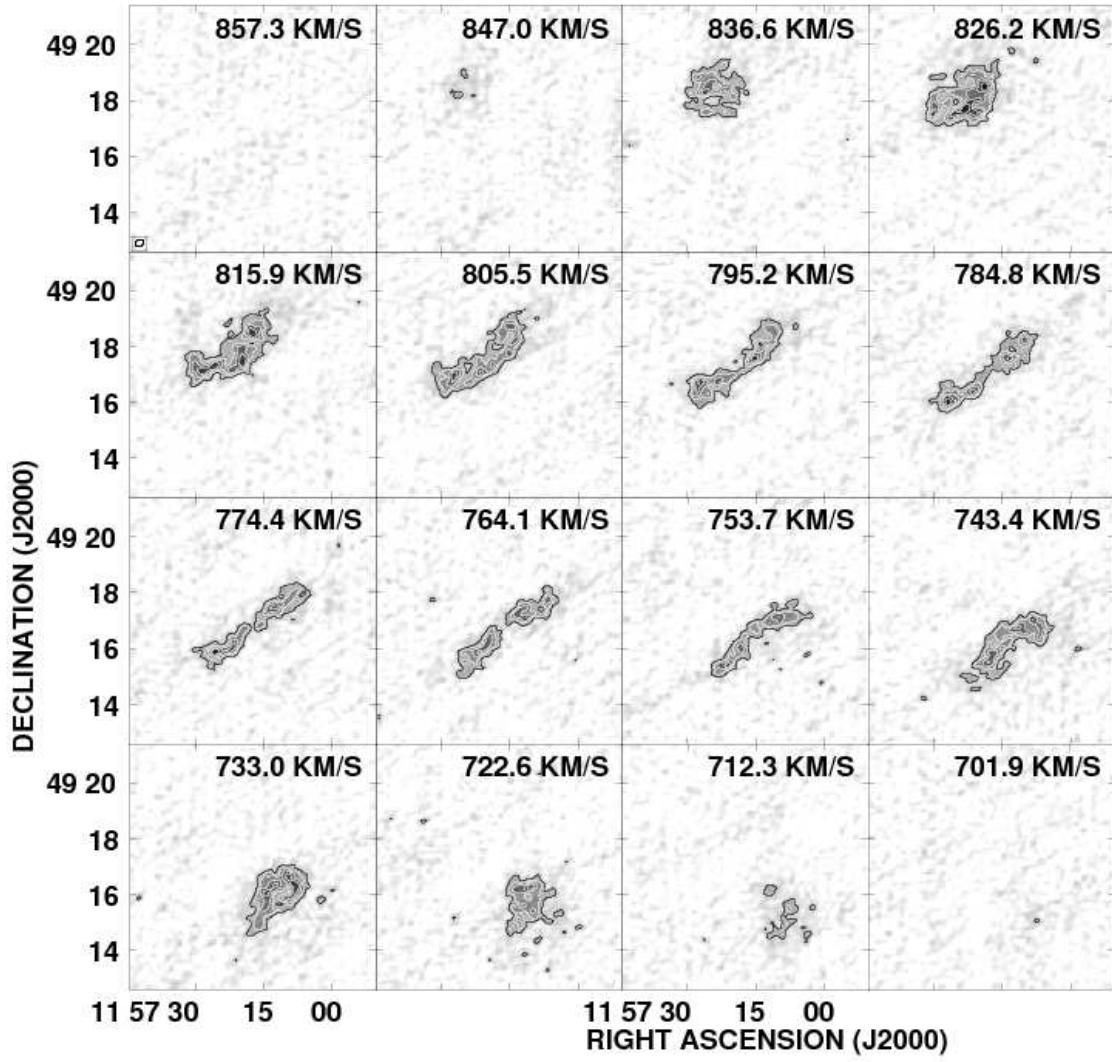 857.3 KM/S 847.0 KM/S 836.6 KM/S 826.2 KM/S
49 20
18
16
14
815.9 KM/S 805.5 KM/S 795.2 KM/S 784.8 KM/S
49 20
18
16
14
774.4 KM/S 764.1 KM/S 753.7 KM/S 743.4 KM/S
49 20
18
16
14
733.0 KM/S 722.6 KM/S 712.3 KM/S 701.9 KM/S
49 20
18
16
14
DECLINATION (J2000)
11 57 30 15 00 11 57 30 15 00
RIGHT ASCENSION (J2000)